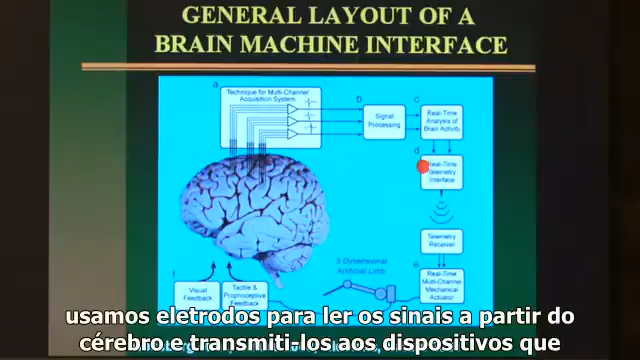 GENERAL LAYOUT OF A
BRAIN MACHINE INTERFACE
a
Technique for Multi-Channel
Acquisition System
b
Signal
Processing
c
Real-Time
Analysis of
Brain Activity
d
Real-Time
Telemetry
Interface
Telemetry
Receiver
e
Real-Time
Multi-Channel
Mechanical
Actuator
3 Dimensional
Artificial Limb
f
Visual
Feedback
Tactile &
Proprioceptive
Feedback
usamos eletrodos para ler os sinais a partir do
cérebro e transmiti-los aos dispositivos que